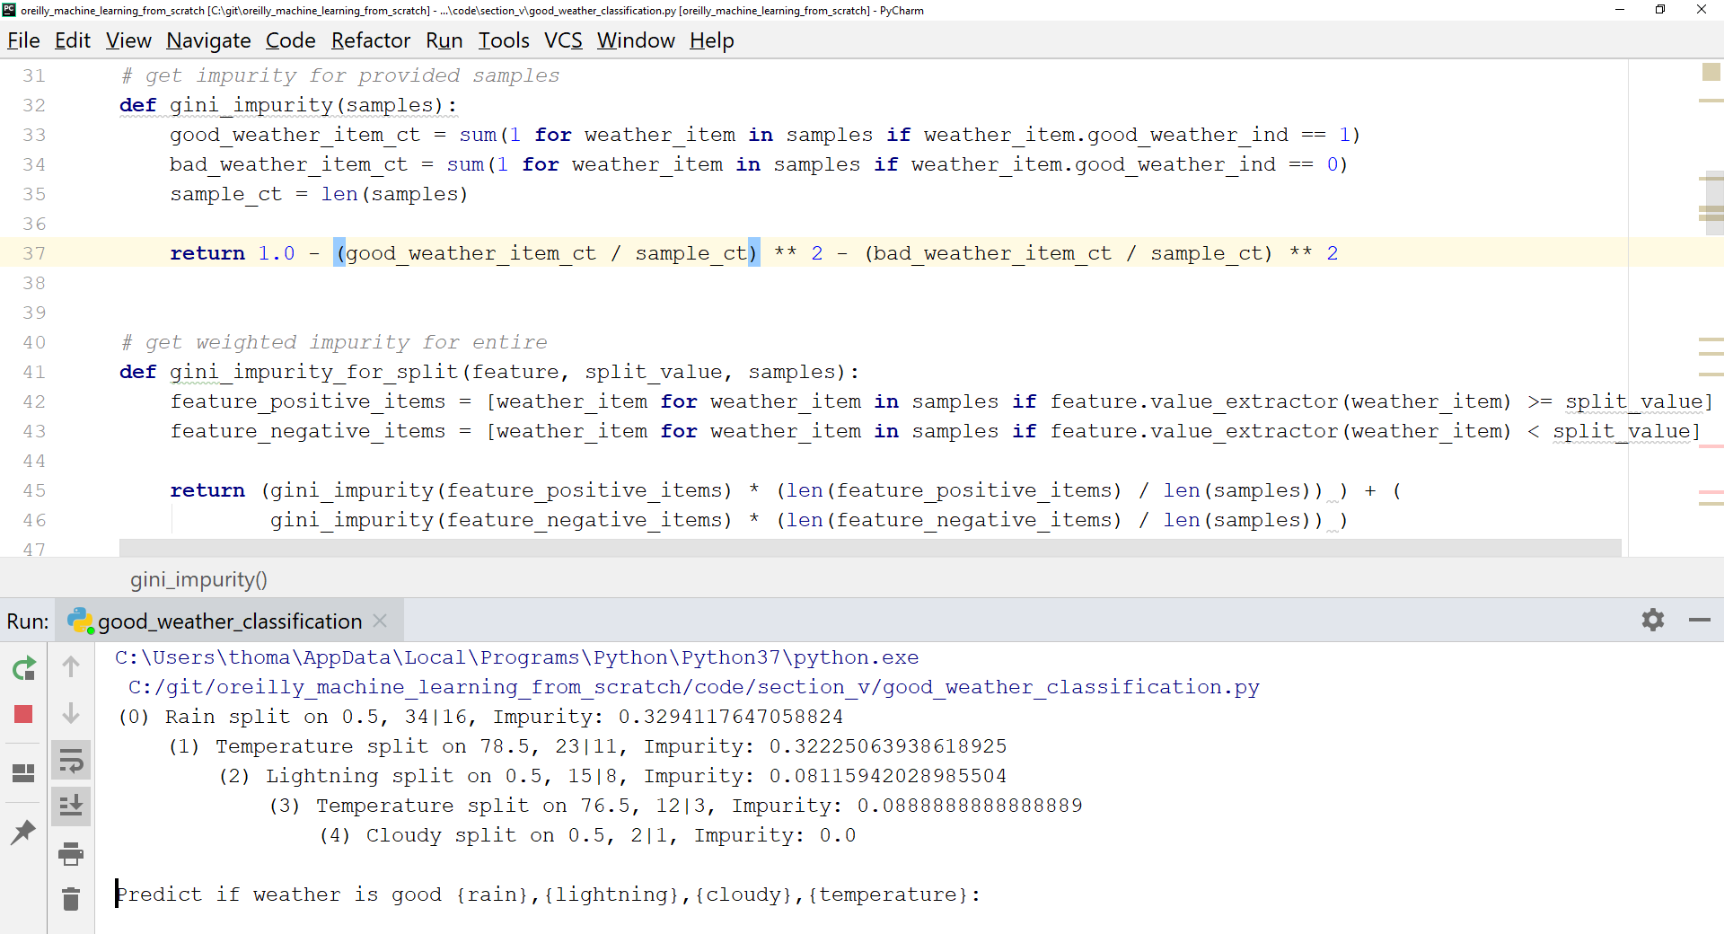 PC oreilly_machine_learning_from_scratch [C:\git\oreilly_machine_learning_from_scratch] - ...\code\section_v\good_weather_classification.py [oreilly_machine_learning_from_scratch] - PyCharm
File Edit View Navigate Code Refactor Run Tools VCS Window Help
31 # get impurity for provided samples
32 def gini_impurity(samples):
33 good_weather_item_ct = sum(1 for weather_item in samples if weather_item.good_weather_ind == 1)
34 bad_weather_item_ct = sum(1 for weather_item in samples if weather_item.good_weather_ind == 0)
35 sample_ct = len(samples)
36
37 return 1.0 - (good_weather_item_ct / sample_ct) ** 2 - (bad_weather_item_ct / sample_ct) ** 2
38
39
40 # get weighted impurity for entire
41 def gini_impurity_for_split(feature, split_value, samples):
42 feature_positive_items = [weather_item for weather_item in samples if feature.value_extractor(weather_item) >= split_value]
43 feature_negative_items = [weather_item for weather_item in samples if feature.value_extractor(weather_item) < split_value]
44
45 return (gini_impurity(feature_positive_items) * (len(feature_positive_items) / len(samples)) ) + (
46 gini_impurity(feature_negative_items) * (len(feature_negative_items) / len(samples)) )
47
gini_impurity()
Run: good_weather_classification
C:\Users\thoma\AppData\Local\Programs\Python\Python37\python.exe
C:/git/oreilly_machine_learning_from_scratch/code/section_v/good_weather_classification.py
(0) Rain split on 0.5, 34|16, Impurity: 0.3294117647058824
(1) Temperature split on 78.5, 23|11, Impurity: 0.32225063938618925
(2) Lightning split on 0.5, 15|8, Impurity: 0.08115942028985504
(3) Temperature split on 76.5, 12|3, Impurity: 0.0888888888888889
(4) Cloudy split on 0.5, 2|1, Impurity: 0.0
Predict if weather is good {rain},{lightning},{cloudy},{temperature}: